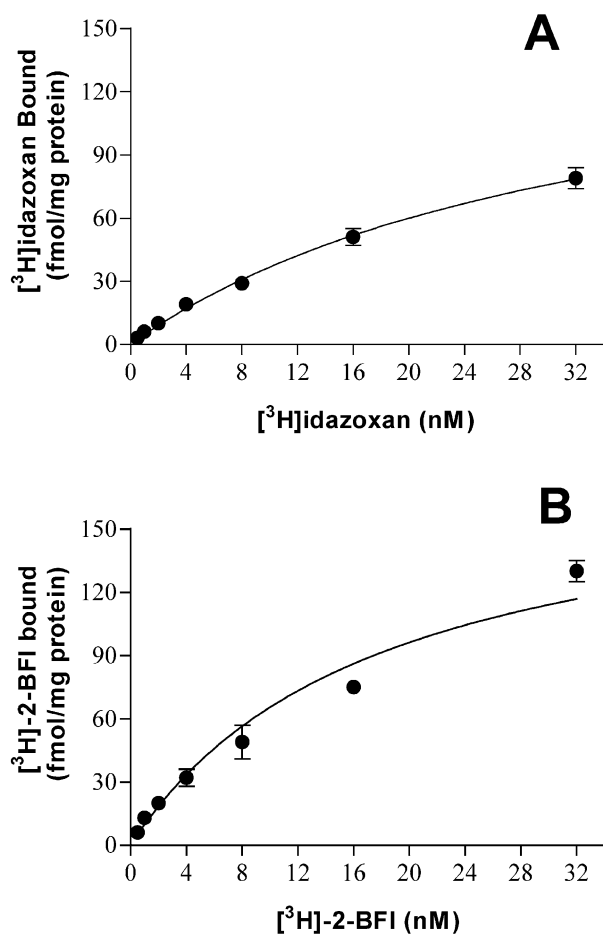 A
150
120
90
60
30
0
[³H]idazoxan Bound
(fmol/mg protein)
0 4 8 12 16 20 24 28 32
[³H]idazoxan (nM)
B
150
120
90
60
30
0
[³H]-2-BFI bound
(fmol/mg protein)
0 4 8 12 16 20 24 28 32
[³H]-2-BFI (nM)